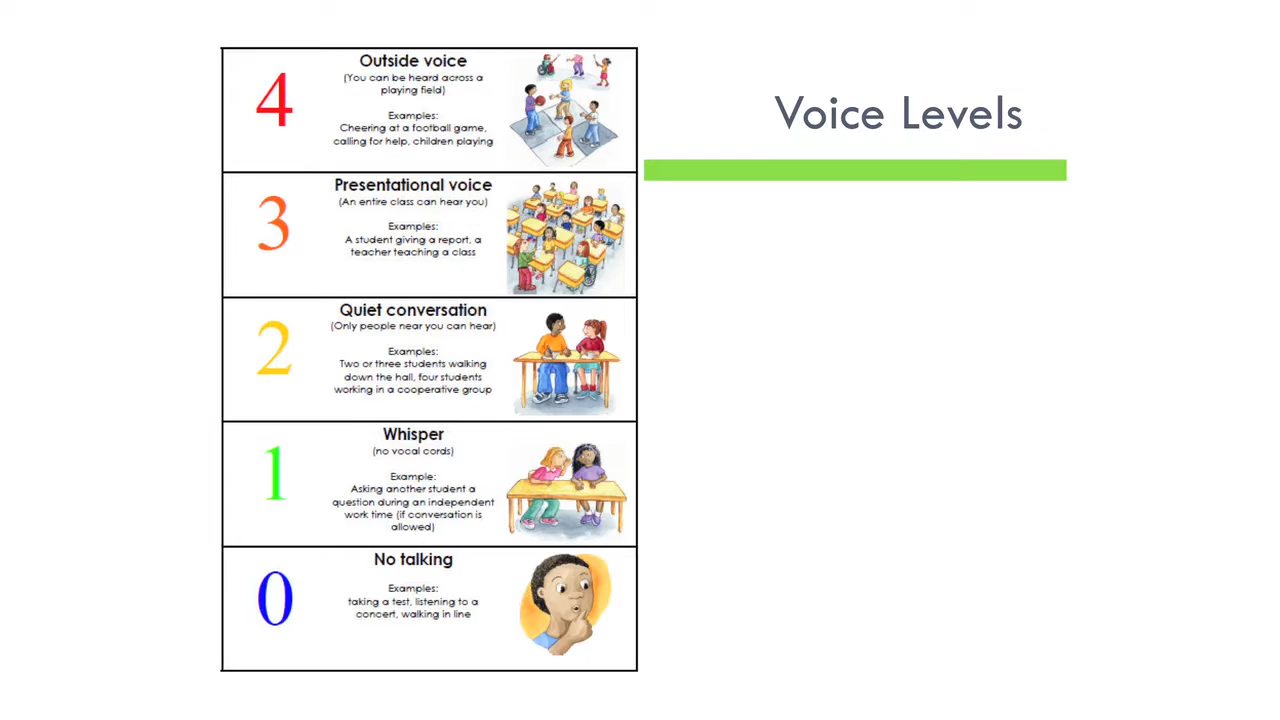 4
Outside voice
(You can be heard across a
playing field)
Examples:
Cheering at a football game,
calling for help, children playing
3
Presentational voice
(An entire class can hear you)
Examples:
A student giving a report, a
teacher teaching a class
2
Quiet conversation
(Only people near you can hear)
Examples:
Two or three students walking
down the hall, four students
working in a cooperative group
1
Whisper
(no vocal cords)
Example:
Asking another student a
question during an independent
work time (if conversation is
allowed)
0
No talking
Examples:
taking a test, listening to a
concert, walking in line
Voice Levels